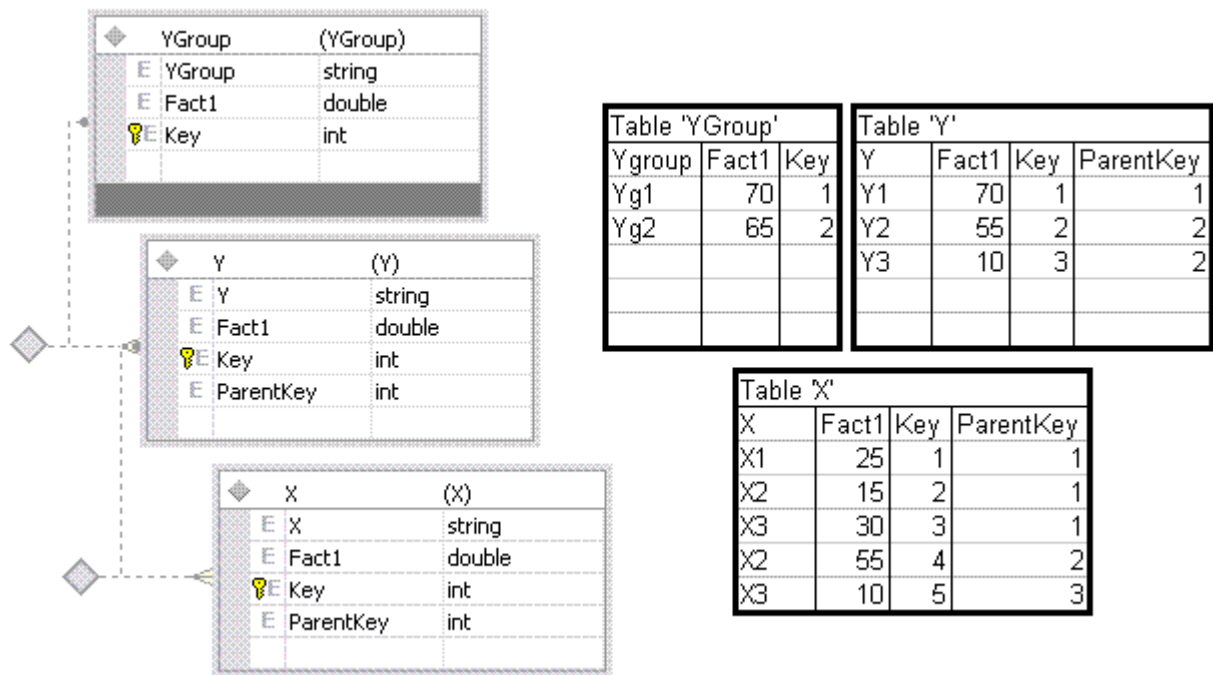 YGroup (YGroup)
E YGroup string
E Fact1 double
E Key int
Y (Y)
E Y string
E Fact1 double
E Key int
E ParentKey int
X (X)
E X string
E Fact1 double
E Key int
E ParentKey int
Table 'YGroup'
Ygroup Fact1 Key
Yg1 70 1
Yg2 65 2
Table 'Y'
Y Fact1 Key ParentKey
Y1 70 1 1
Y2 55 2 2
Y3 10 3 2
Table 'X'
X Fact1 Key ParentKey
X1 25 1 1
X2 15 2 1
X3 30 3 1
X2 55 4 2
X3 10 5 3